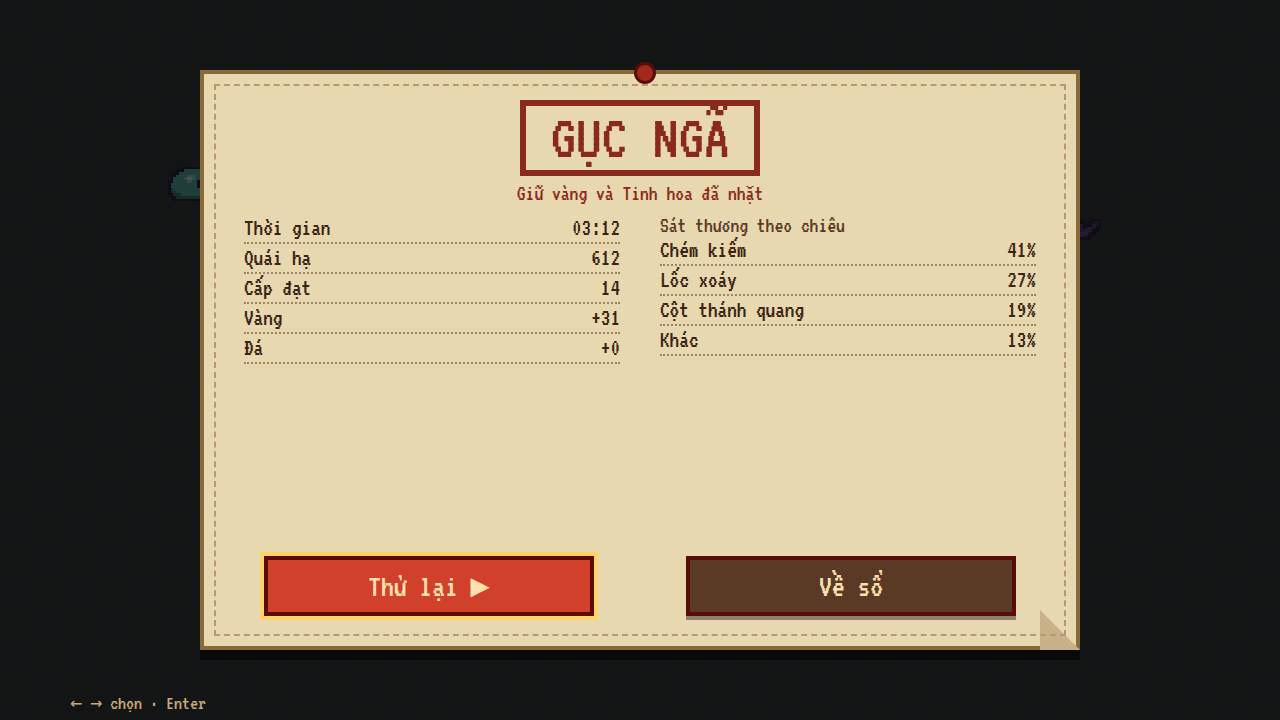 GỤC NGÃ
Giữ vàng và Tinh hoa đã nhặt
Thời gian 03:12
Quái hạ 612
Cấp đạt 14
Vàng +31
Đá +0
Sát thương theo chiêu
Chém kiếm 41%
Lốc xoáy 27%
Cột thánh quang 19%
Khác 13%
Thử lại ▶
Về sổ
← → chọn · Enter